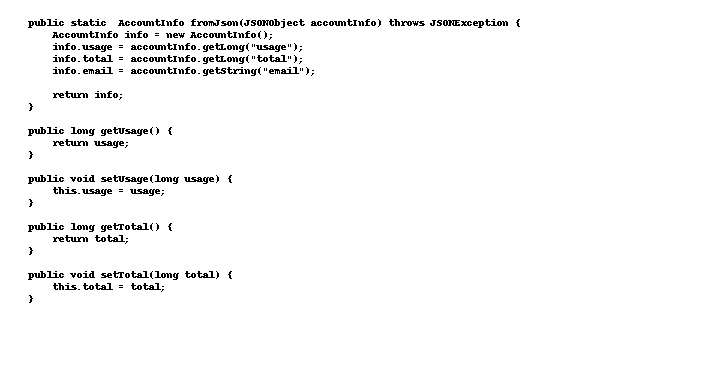 public static  AccountInfo fromJson(JSONObject accountInfo) throws JSONException {
    AccountInfo info = new AccountInfo();
    info.usage = accountInfo.getLong("usage");
    info.total = accountInfo.getLong("total");
    info.email = accountInfo.getString("email");

    return info;
}

public long getUsage() {
    return usage;
}

public void setUsage(long usage) {
    this.usage = usage;
}

public long getTotal() {
    return total;
}

public void setTotal(long total) {
    this.total = total;
}